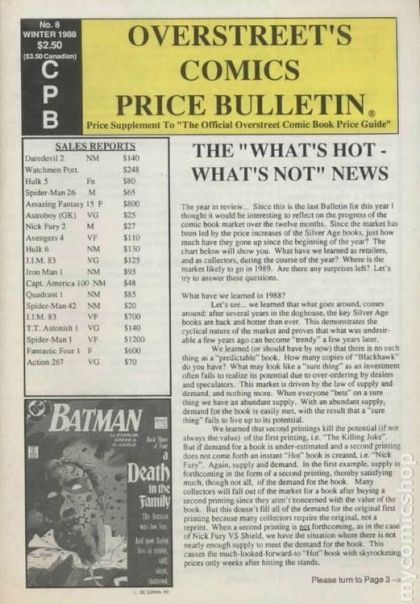 No. 8
WINTER 1988
$2.50
($3.50 Canadian)
C
P
B
OVERSTREET'S
COMICS
PRICE BULLETIN®
Price Supplement To "The Official Overstreet Comic Book Price Guide"
SALES REPORTS
Daredevil 2 NM $140
Watchmen Port. $248
Hulk 5 Fn $80
Spider-Man 26 M $65
Amazing Fantasy 15 F $800
Astroboy (GK) VG $25
Nick Fury 2 M $27
Avengers 4 VF $110
Hulk 6 NM $130
J.I.M. 83 VG $125
Iron Man 1 NM $95
Capt. America 100 NM $48
Quadrant 1 NM $85
Spider-Man 42 NM $20
J.I.M. 83 VF $700
T.T. Astonish 1 VG $140
Spider-Man 1 VF $1200
Fantastic Four 1 F $600
Action 267 VG $70
DC
BATMAN
Book Three
of Four
a
Death
in the
Family
The Batman
was too late.
And now Robin
lies in rubble,
still,
silent,
shattered.
© DC Comics, Inc.
THE "WHAT'S HOT -
WHAT'S NOT" NEWS
The year in review... Since this is the last Bulletin for this year I
thought it would be interesting to reflect on the progress of the
comic book market over the twelve months. Since the market has
been led by the price increases of the Silver Age books, just how
much have they gone up since the beginning of the year? The
chart below will show you. What have we learned as retailers,
and as collectors, during the course of year? Where is the
market likely to go in 1989. Are there any surprises left? Let's
try to answer these questions.
What have we learned in 1988?
Let's see... we learned that what goes around, comes
around: after several years in the doghouse, the key Silver Age
books are back and hotter than ever. This demonstrates the
cyclical nature of the market and proves that what was undesir-
able a few years ago can become "trendy" a few years later.
We learned (or should have by now) that there is no such
thing as a "predictable" book. How many copies of "Blackhawk"
do you have? What may look like a "sure thing" as an investment
often fails to realize its potential due to over-ordering by dealers
and speculators. This market is driven by the law of supply and
demand, and nothing more. When everyone "bets" on a sure
thing we have an abundant supply. With an abundant supply,
demand for the book is easily met, with the result that a "sure
thing" fails to live up to its potential.
We learned that second printings kill the potential (if not
always the value) of the first printing, i.e. "The Killing Joke".
But if demand for a book is under-estimated and a second printing
does not come forth an instant "Hot" book is created, i.e. "Nick
Fury". Again, supply and demand. In the first example, supply is
forthcoming in the form of a second printing, thereby satisfying
much, though not all, of the demand for the book. Many
collectors will fall out of the market for a book after buying a
second printing since they aren't concerned with the value of the
book. But this doesn't fill all of the demand for the original first
printing because many collectors require the original, not a
reprint. When a second printing is not forthcoming, as in the case
of Nick Fury VS Shield, we have the situation where there is not
nearly enough supply to meet the demand for the book. This
causes the much-looked-forward-to "Hot" book with skyrocketing
prices only weeks after hitting the stands.
Please turn to Page 3
mycomicshop